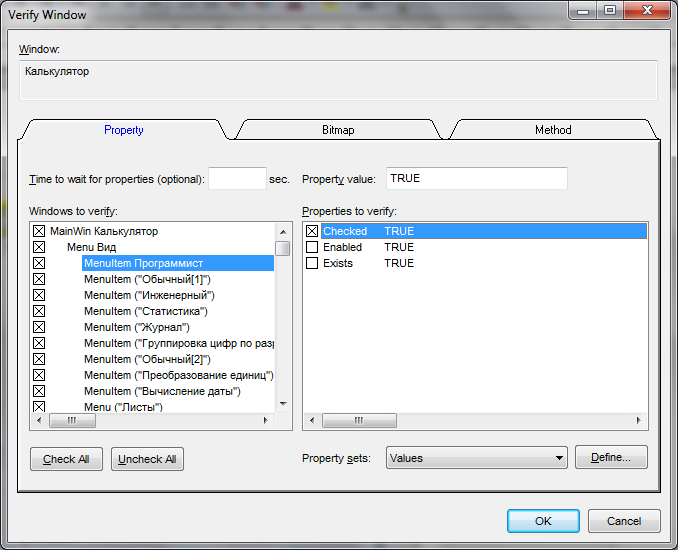 Verify Window
Window:
Калькулятор
Property Bitmap Method
Time to wait for properties (optional): sec. Property value: TRUE
Windows to verify: Properties to verify:
MainWin Калькулятор
Menu Вид
MenuItem Программист
MenuItem ("Обычный[1]")
MenuItem ("Инженерный")
MenuItem ("Статистика")
MenuItem ("Журнал")
MenuItem ("Группировка цифр по разр
MenuItem ("Обычный[2]")
MenuItem ("Преобразование единиц")
MenuItem ("Вычисление даты")
Menu ("Листы")
Checked TRUE
Enabled TRUE
Exists TRUE
Check All Uncheck All Property sets: Values Define...
OK Cancel